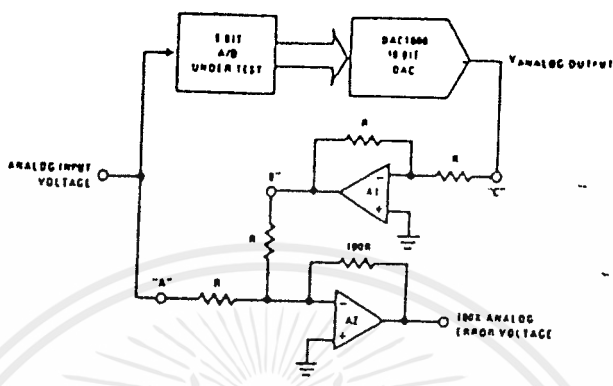 8 BIT
A/D
UNDER TEST
DAC1000
10 BIT
DAC
VANALOG OUTPUT
R
R
"C"
A1
−
+
"B"
ANALOG INPUT
VOLTAGE
R
"A"
R
100R
A2
−
+
100X ANALOG
ERROR VOLTAGE